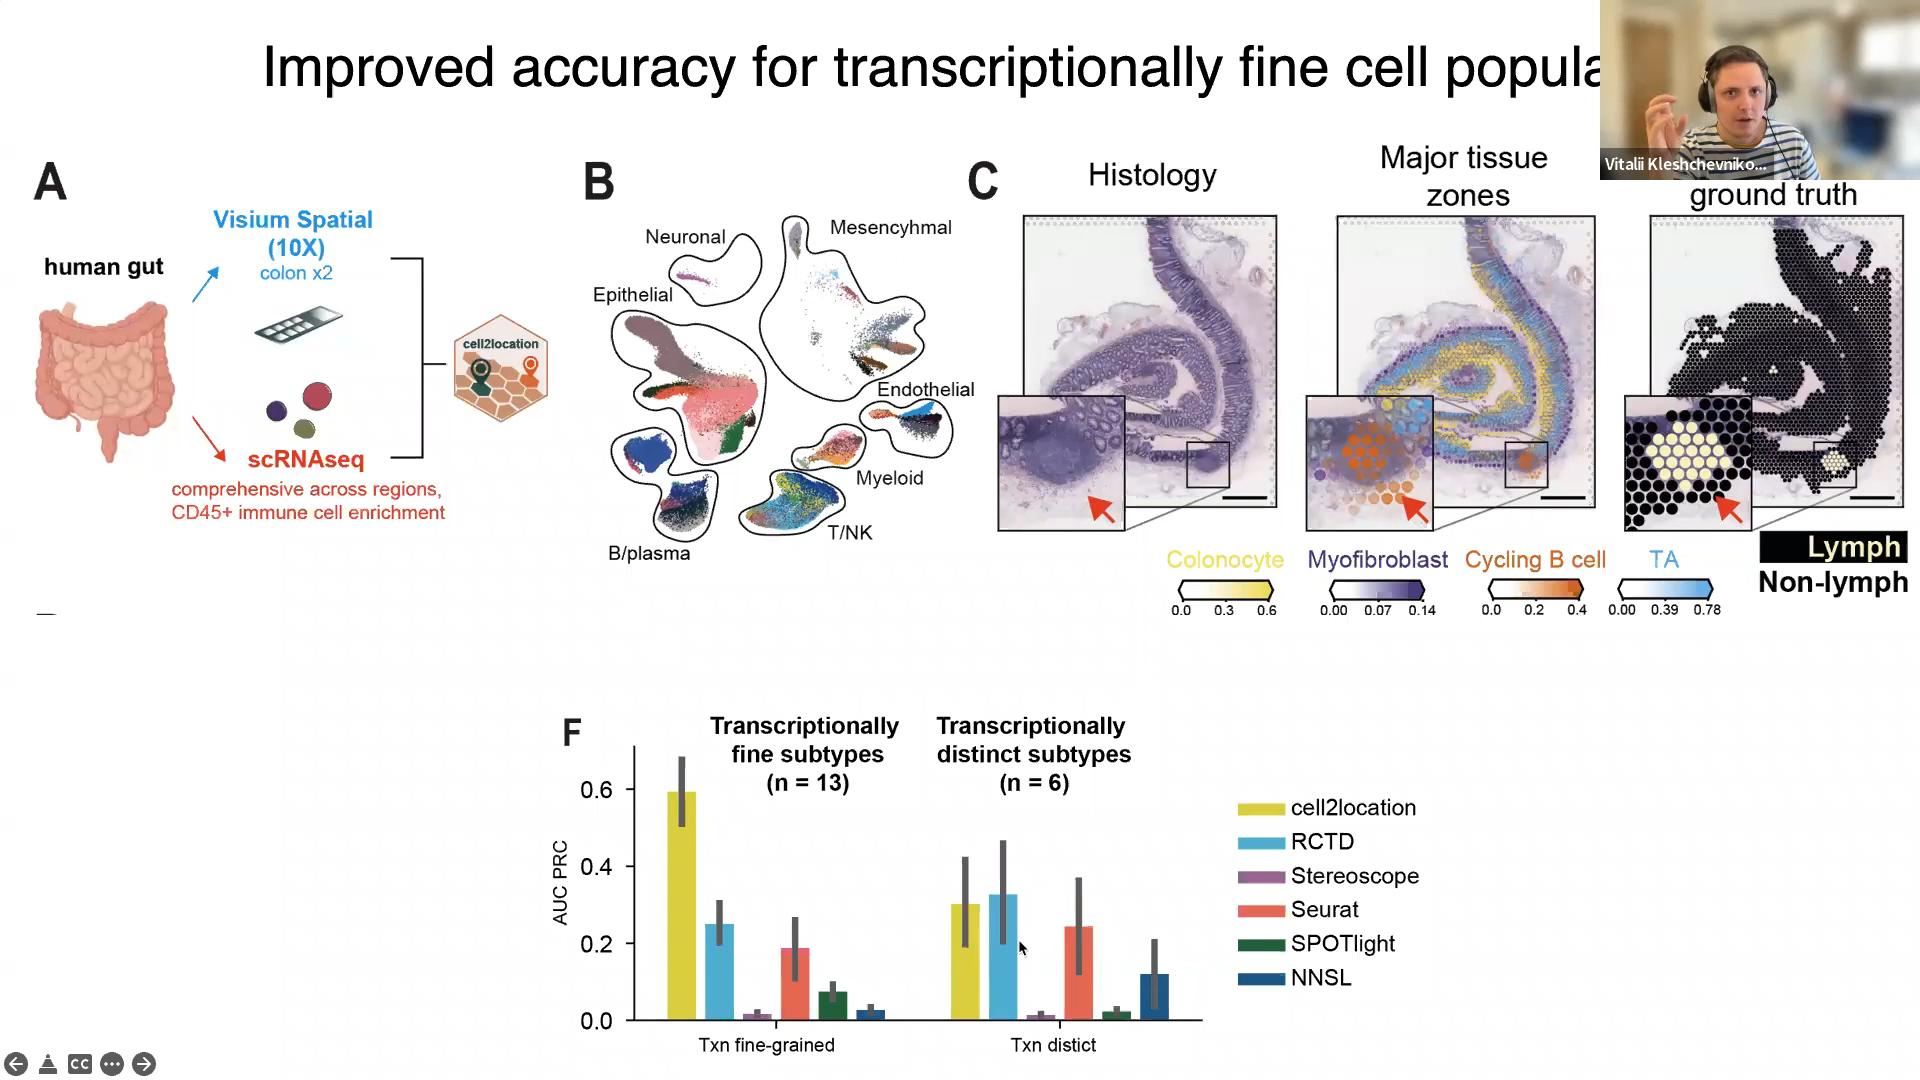 Improved accuracy for transcriptionally fine cell popula
Vitalii Kleshchevniko...
A
human gut
Visium Spatial
(10X)
colon x2
cell2location
scRNAseq
comprehensive across regions,
CD45+ immune cell enrichment
B
Neuronal
Mesencyhmal
Epithelial
Endothelial
Myeloid
T/NK
B/plasma
C
Histology
Major tissue
zones
ground truth
Lymph
Non-lymph
Colonocyte
0.0 0.3 0.6
Myofibroblast
0.00 0.07 0.14
Cycling B cell
0.0 0.2 0.4
TA
0.00 0.39 0.78
F
Transcriptionally
fine subtypes
(n = 13)
Transcriptionally
distinct subtypes
(n = 6)
AUC PRC
0.6
0.4
0.2
0.0
Txn fine-grained
Txn distict
cell2location
RCTD
Stereoscope
Seurat
SPOTlight
NNSL
CC